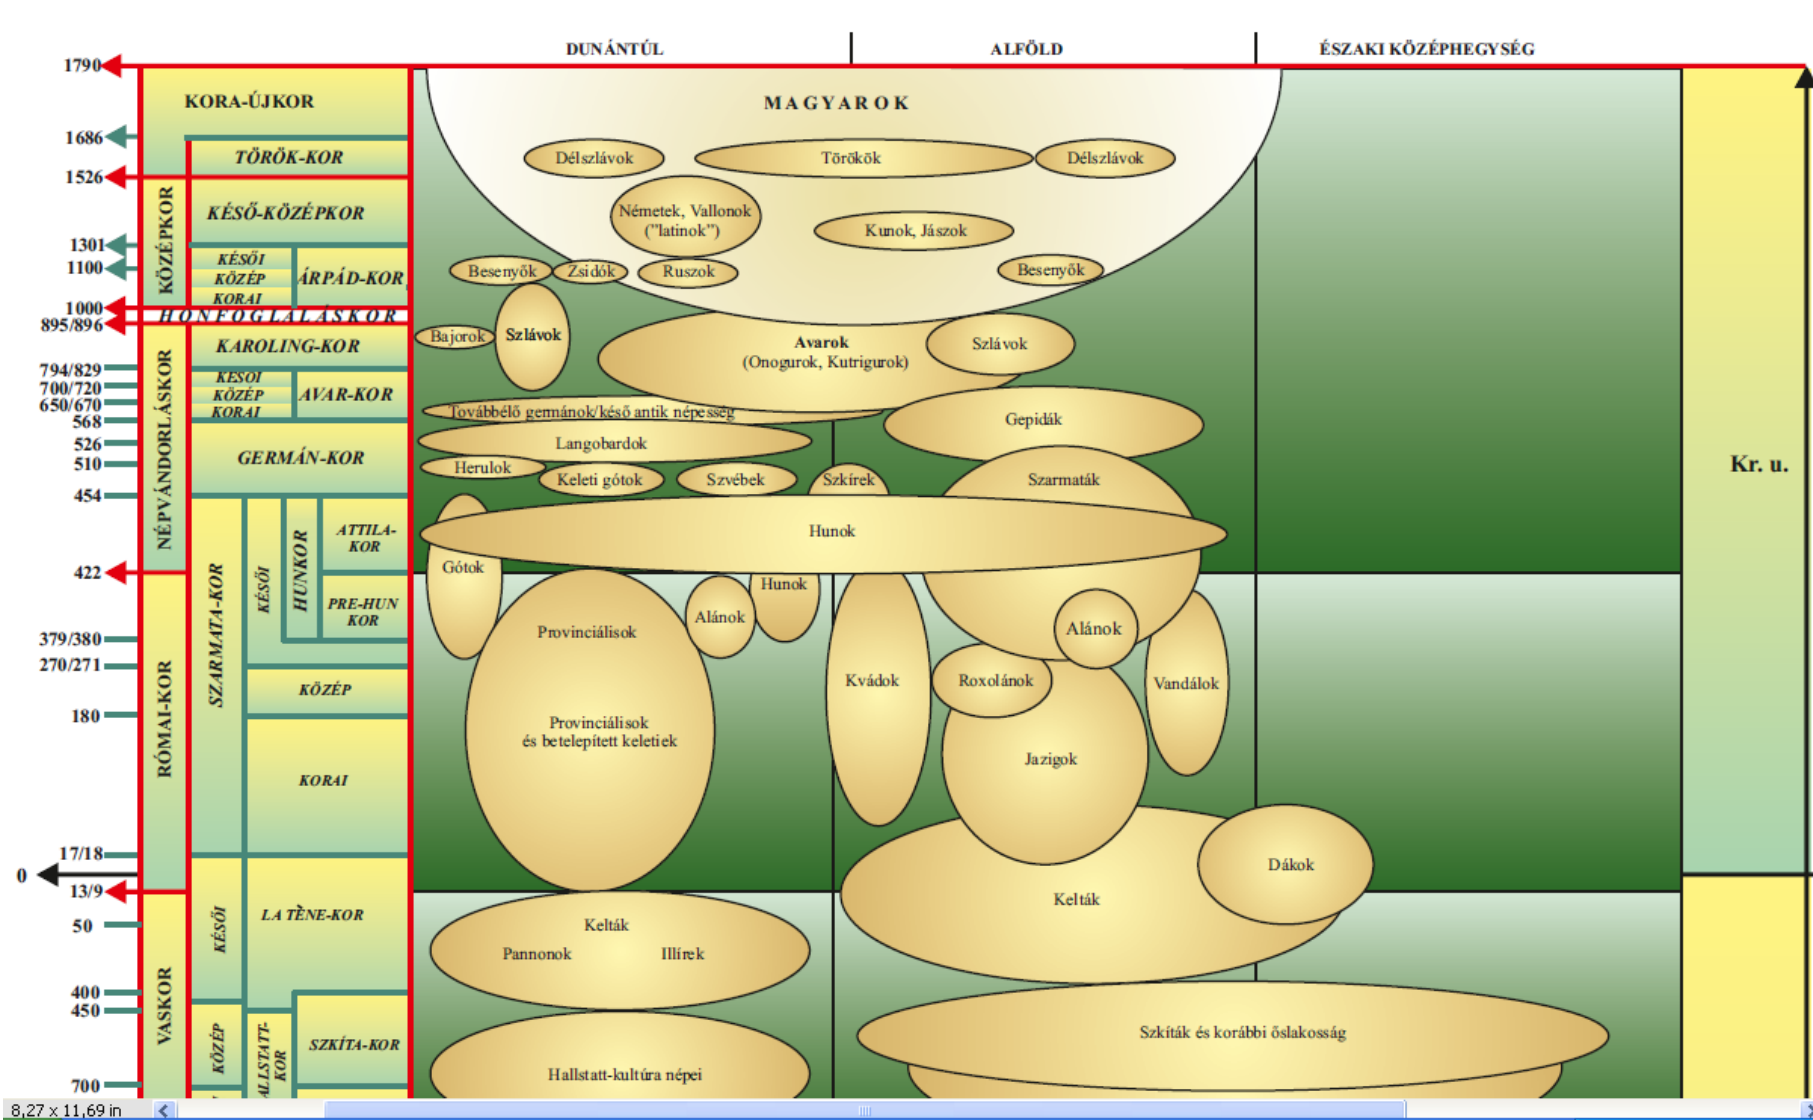 DUNÁNTÚL
ALFÖLD
ÉSZAKI KÖZÉPHEGYSÉG
1790
1686
1526
1301
1100
1000
895/896
794/829
700/720
650/670
568
526
510
454
422
379/380
270/271
180
17/18
0
13/9
50
400
450
700
KORA-ÚJKOR
TÖRÖK-KOR
KÖZÉPKOR
KÉSŐ-KÖZÉPKOR
KÉSŐI
KÖZÉP
KORAI
ÁRPÁD-KOR
HONFOGLALÁSKOR
NÉPVÁNDORLÁSKOR
KAROLING-KOR
KÉSOI
KÖZÉP
KORAI
AVAR-KOR
GERMÁN-KOR
SZARMATA-KOR
KÉSŐI
HUNKOR
ATTILA-
KOR
PRE-HUN
KOR
RÓMAI-KOR
KÖZÉP
KORAI
VASKOR
KÉSŐI
LA TÈNE-KOR
KÖZÉP
ALLSTATT-
KOR
SZKÍTA-KOR
MAGYAROK
Délszlávok
Törökök
Délszlávok
Németek, Vallonok
("latinok")
Kunok, Jászok
Besenyők
Zsidók
Ruszok
Besenyők
Bajorok
Szlávok
Avarok
(Onogurok, Kutrigurok)
Szlávok
Továbbélő germánok/késő antik népesség
Gepidák
Langobardok
Herulok
Keleti gótok
Szvébek
Szkírek
Szarmaták
Hunok
Gótok
Hunok
Alánok
Provinciálisok
Alánok
Kvádok
Roxolánok
Vandálok
Provinciálisok
és betelepített keletiek
Jazigok
Dákok
Kelták
Kelták
Pannonok
Illírek
Szkíták és korábbi őslakosság
Hallstatt-kultúra népei
Kr. u.
8,27 x 11,69 in